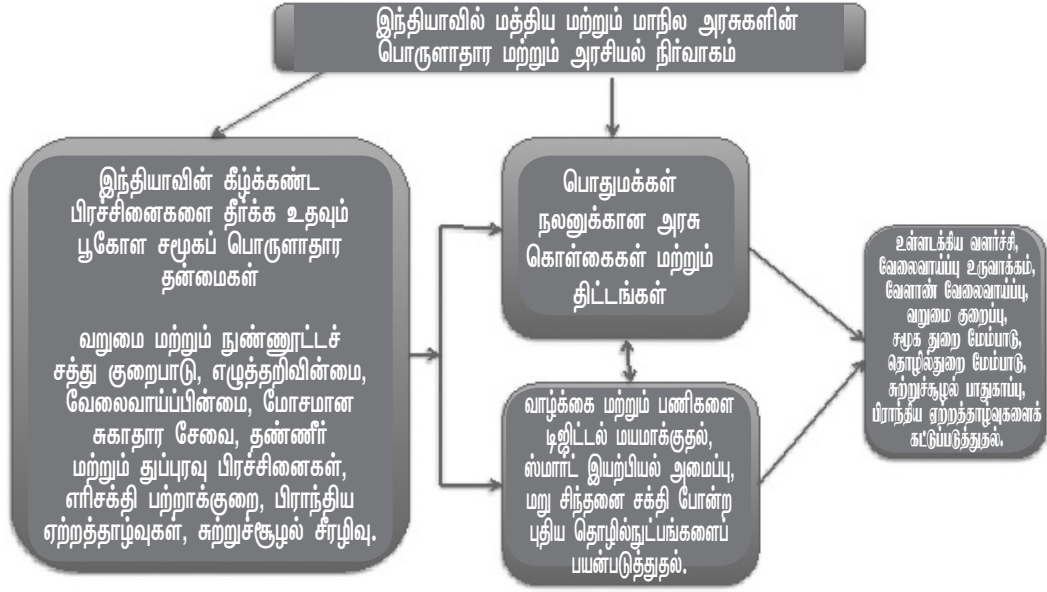 இந்தியாவில் மத்திய மற்றும் மாநில அரசுகளின்
பொருளாதார மற்றும் அரசியல் நிர்வாகம்
இந்தியாவின் கீழ்க்கண்ட
பிரச்சினைகளை தீர்க்க உதவும்
பூகோள சமூகப் பொருளாதார
தன்மைகள்
வறுமை மற்றும் நுண்ணூட்டச்
சத்து குறைபாடு, எழுத்தறிவின்மை,
வேலைவாய்ப்பின்மை, மோசமான
சுகாதார சேவை, தண்ணீர்
மற்றும் துப்புரவு பிரச்சினைகள்,
எரிசக்தி பற்றாக்குறை, பிராந்திய
ஏற்றத்தாழ்வுகள், சுற்றுச்சூழல் சீரழிவு.
பொதுமக்கள்
நலனுக்கான அரசு
கொள்கைகள் மற்றும்
திட்டங்கள்
வாழ்க்கை மற்றும் பணிகளை
டிஜிட்டல் மயமாக்குதல்,
ஸ்மார்ட் இயற்பியல் அமைப்பு,
மறு சிந்தனை சக்தி போன்ற
புதிய தொழில்நுட்பங்களைப்
பயன்படுத்துதல்.
உள்ளடக்கிய வளர்ச்சி,
வேலைவாய்ப்பு உருவாக்கம்,
வேளாண் வேலைவாய்ப்பு,
வறுமை குறைப்பு,
சமூக துறை மேம்பாடு,
தொழில்துறை மேம்பாடு,
சுற்றுச்சூழல் பாதுகாப்பு,
பிராந்திய ஏற்றத்தாழ்வுகளைக்
கட்டுப்படுத்துதல்.